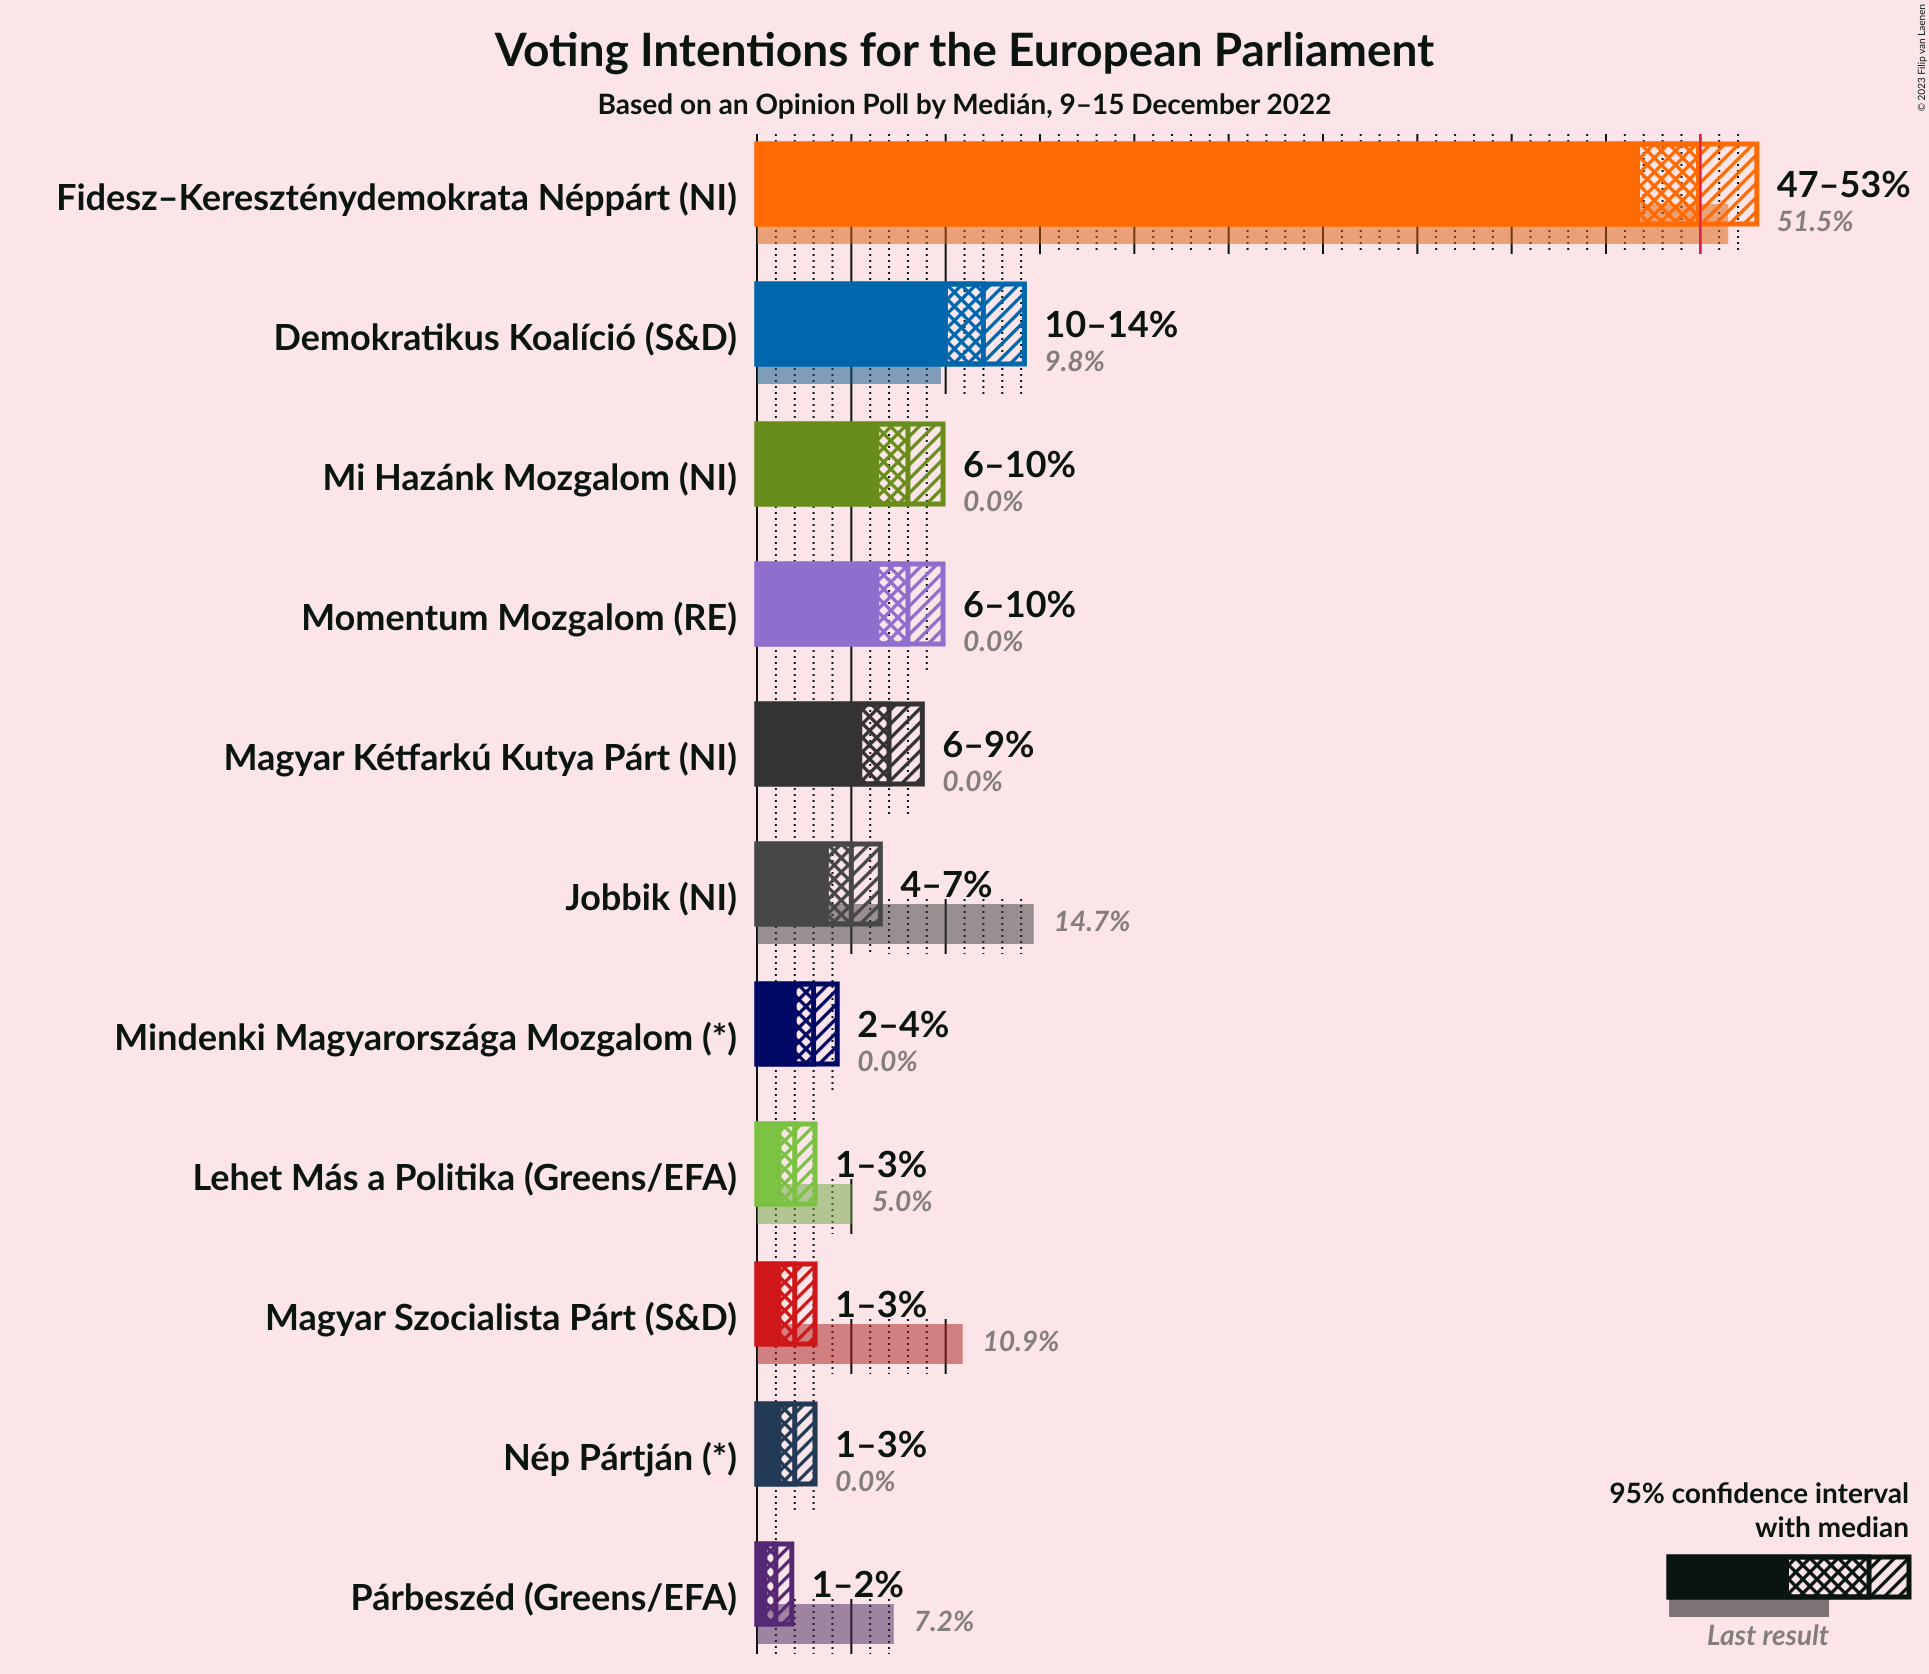 Voting Intentions for the European Parliament
Based on an Opinion Poll by Medián, 9–15 December 2022
© 2023 Filip van Laenen
Fidesz–Kereszténydemokrata Néppárt (NI)
47–53%
51.5%
Demokratikus Koalíció (S&D)
10–14%
9.8%
Mi Hazánk Mozgalom (NI)
6–10%
0.0%
Momentum Mozgalom (RE)
6–10%
0.0%
Magyar Kétfarkú Kutya Párt (NI)
6–9%
0.0%
Jobbik (NI)
4–7%
14.7%
Mindenki Magyarországa Mozgalom (*)
2–4%
0.0%
Lehet Más a Politika (Greens/EFA)
1–3%
5.0%
Magyar Szocialista Párt (S&D)
1–3%
10.9%
Nép Pártján (*)
1–3%
0.0%
Párbeszéd (Greens/EFA)
1–2%
7.2%
95% confidence interval
with median
Last result